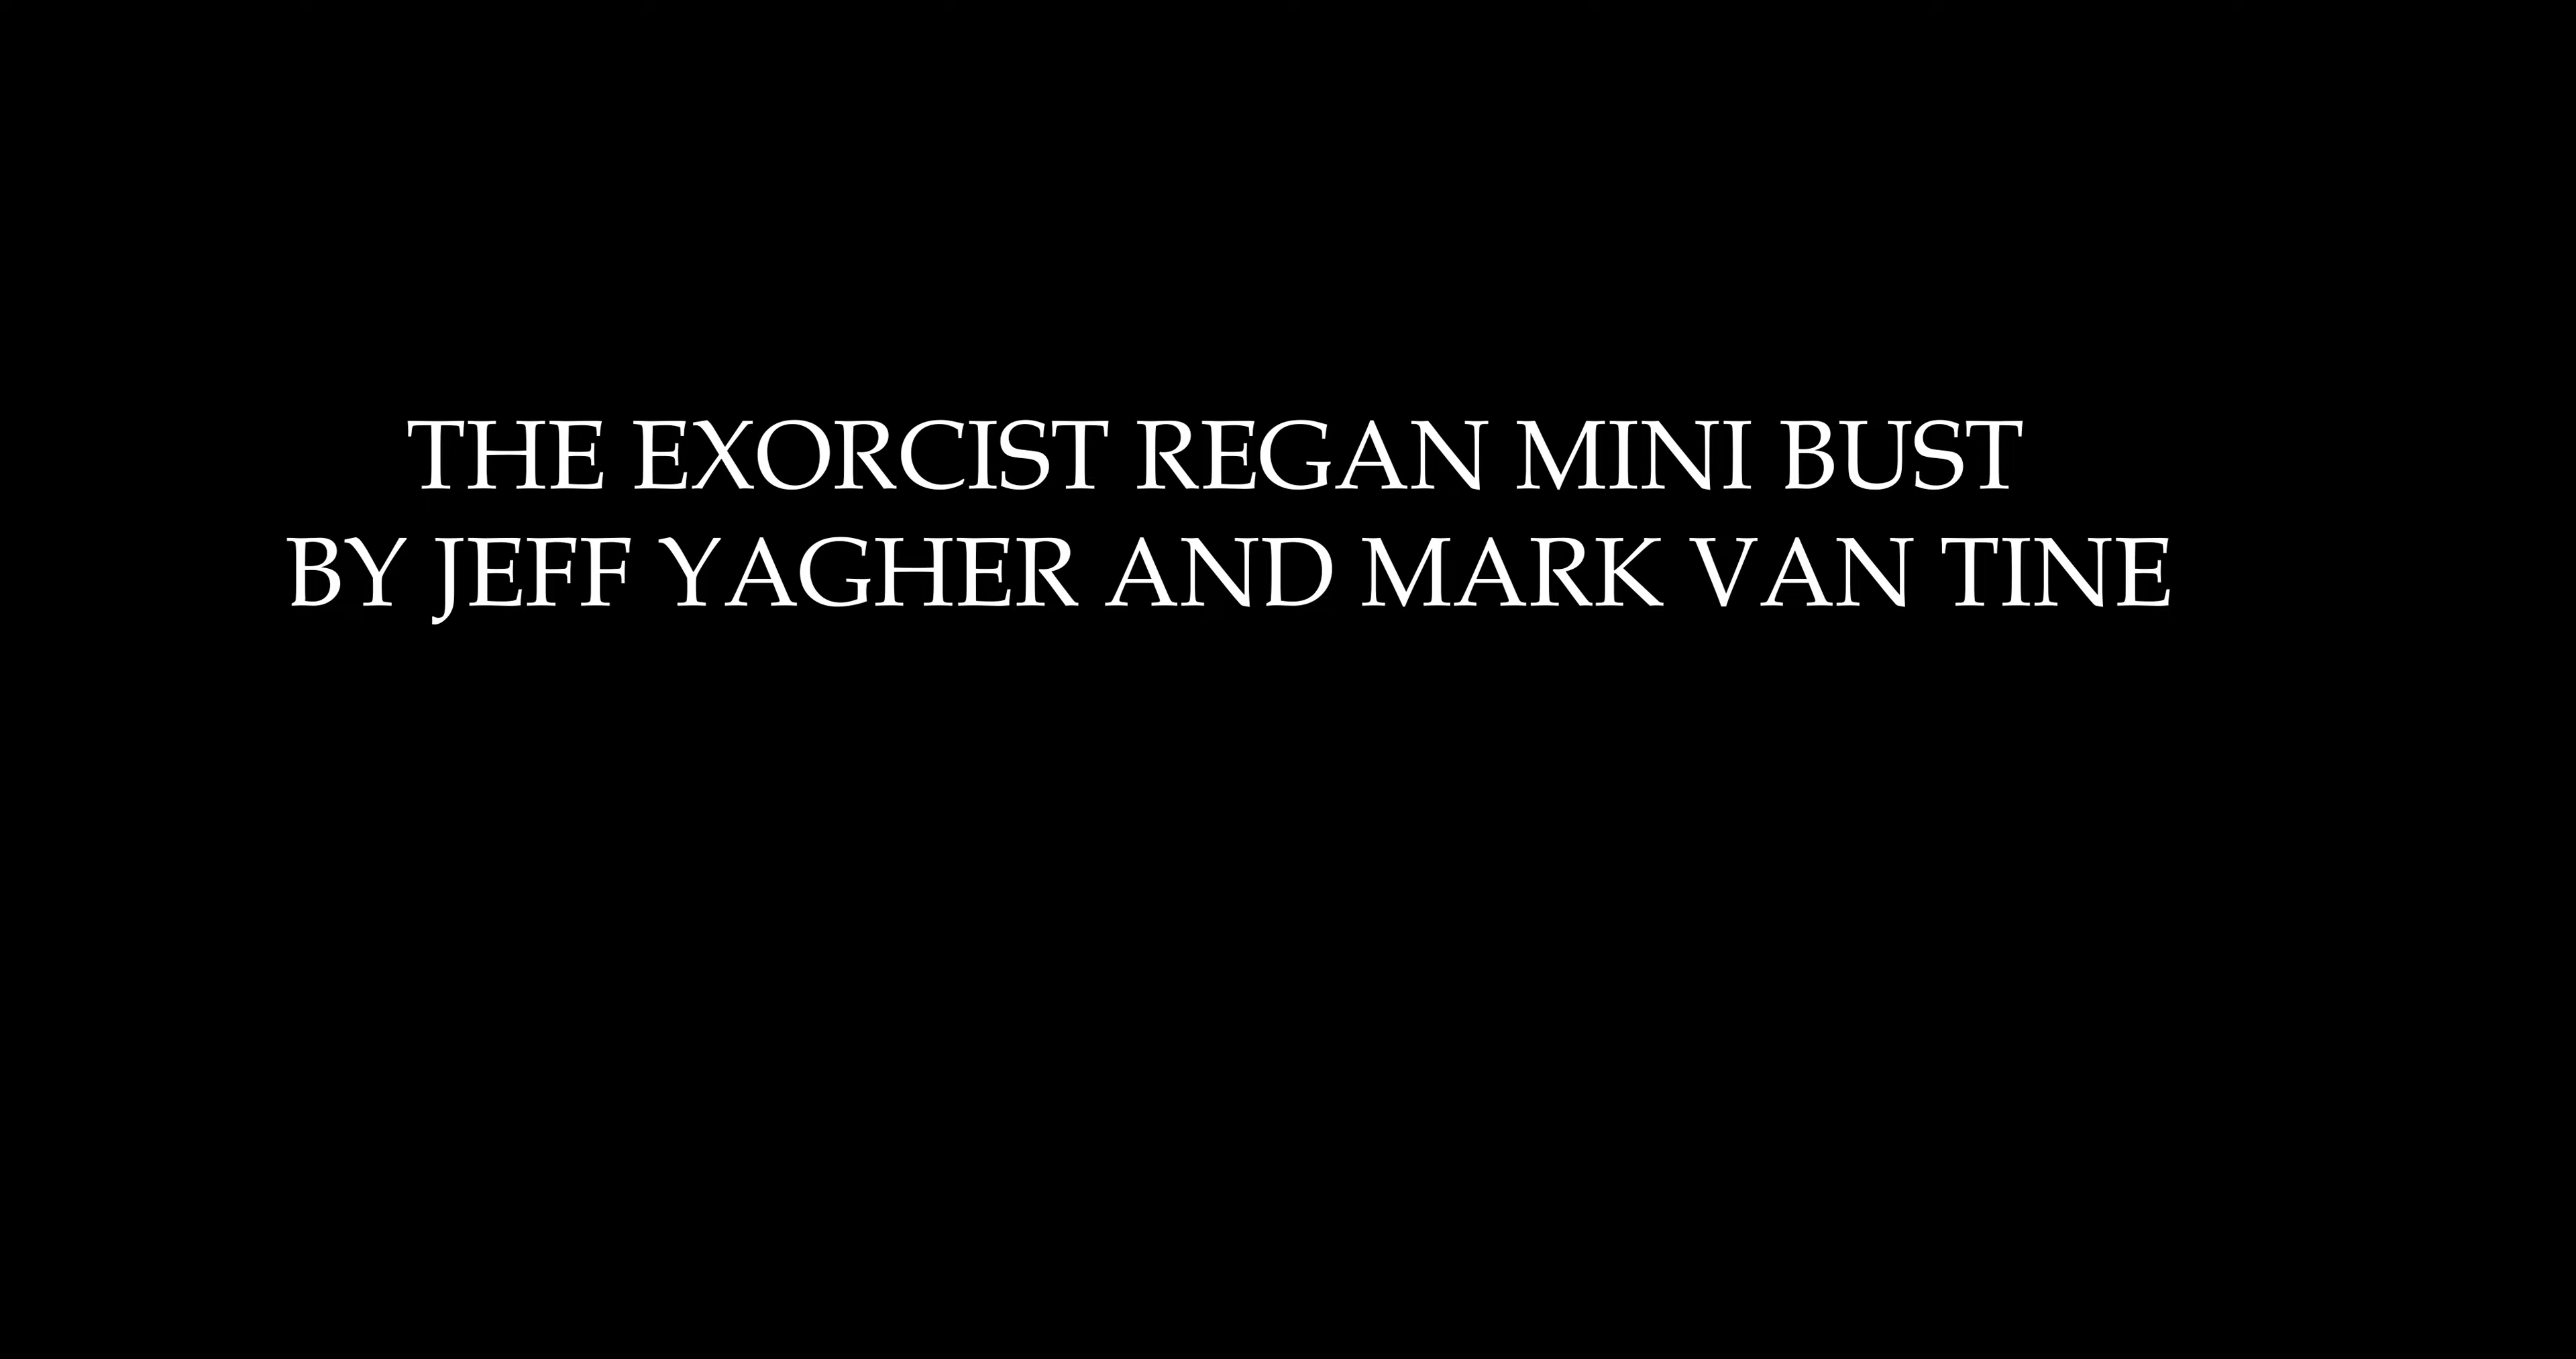 THE EXORCIST REGAN MINI BUST
BY JEFF YAGHER AND MARK VAN TINE